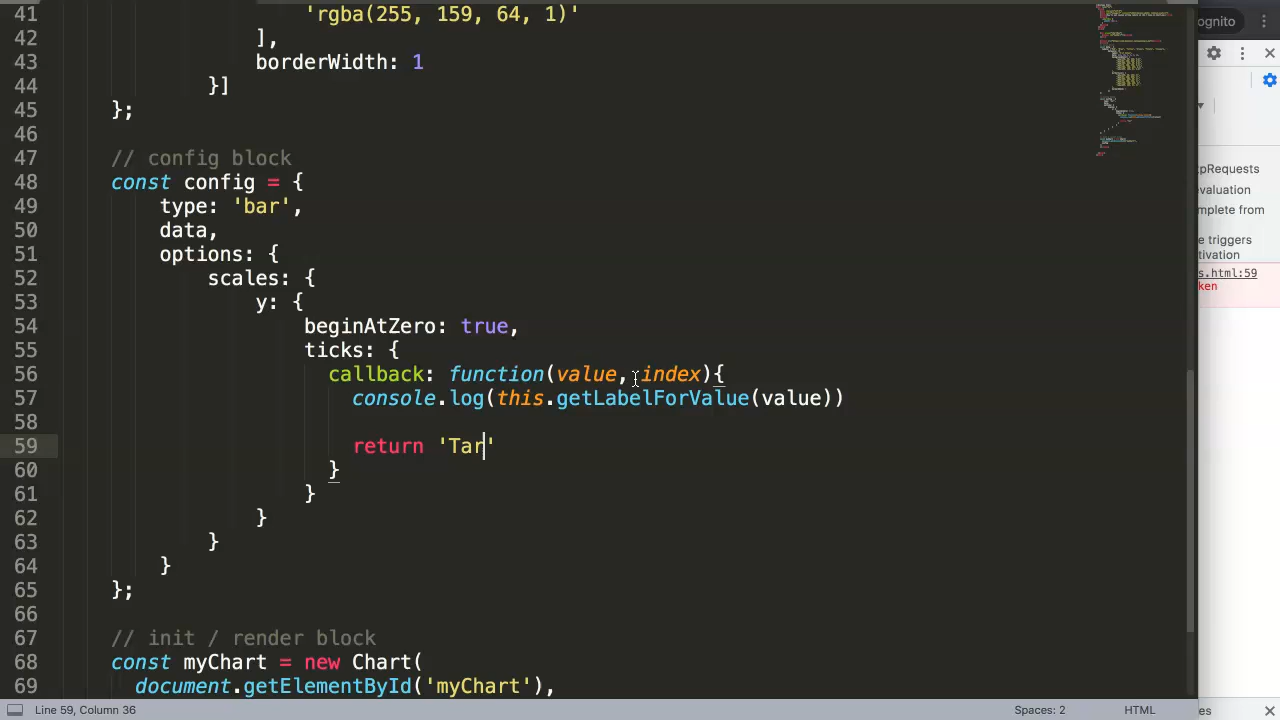 41 'rgba(255, 159, 64, 1)'
42 ],
43 borderWidth: 1
44 }]
45 };
46
47 // config block
48 const config = {
49 type: 'bar',
50 data,
51 options: {
52 scales: {
53 y: {
54 beginAtZero: true,
55 ticks: {
56 callback: function(value, index){
57 console.log(this.getLabelForValue(value))
58
59 return 'Tar'
60 }
61 }
62 }
63 }
64 }
65 };
66
67 // init / render block
68 const myChart = new Chart(
69 document.getElementById('myChart'),
Line 59, Column 36
Spaces: 2
HTML
ognito
pRequests
evaluation
mplete from
e triggers
tivation
s.html:59
ken
es